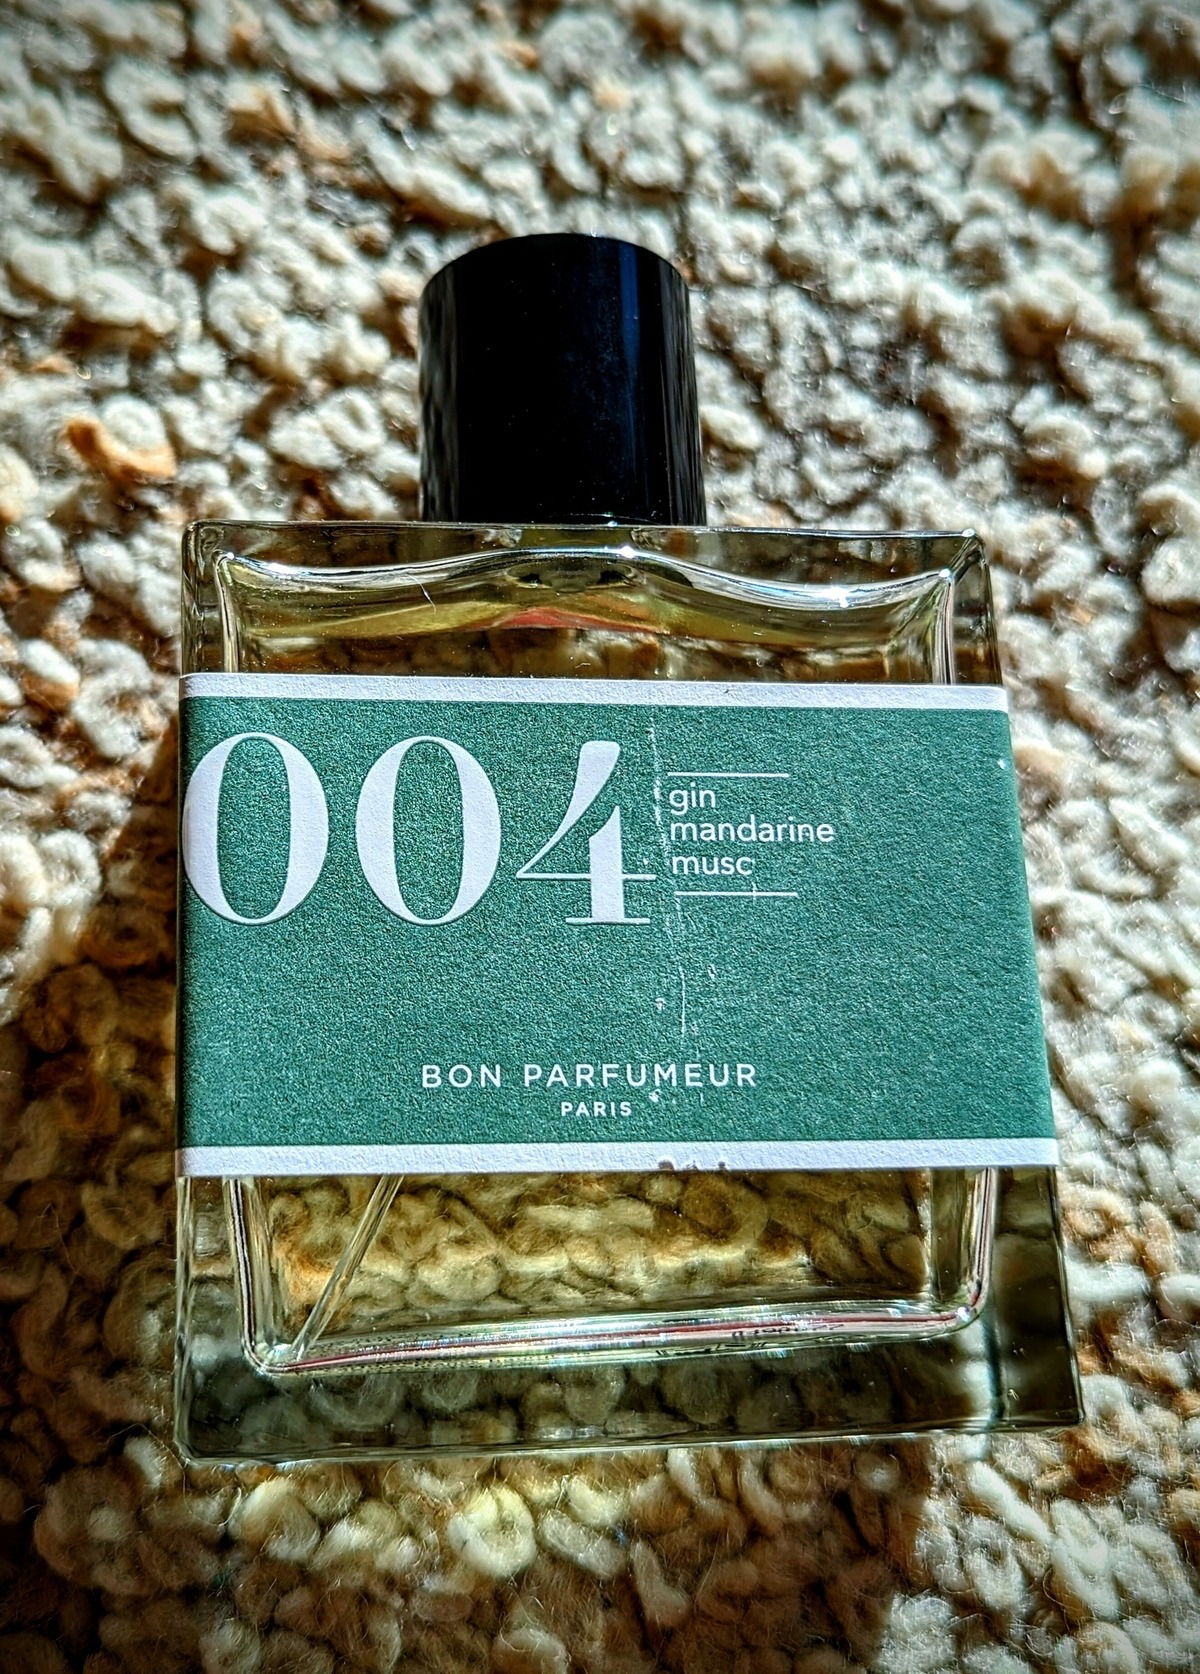 004
gin
mandarine
musc
BON PARFUMEUR
PARIS